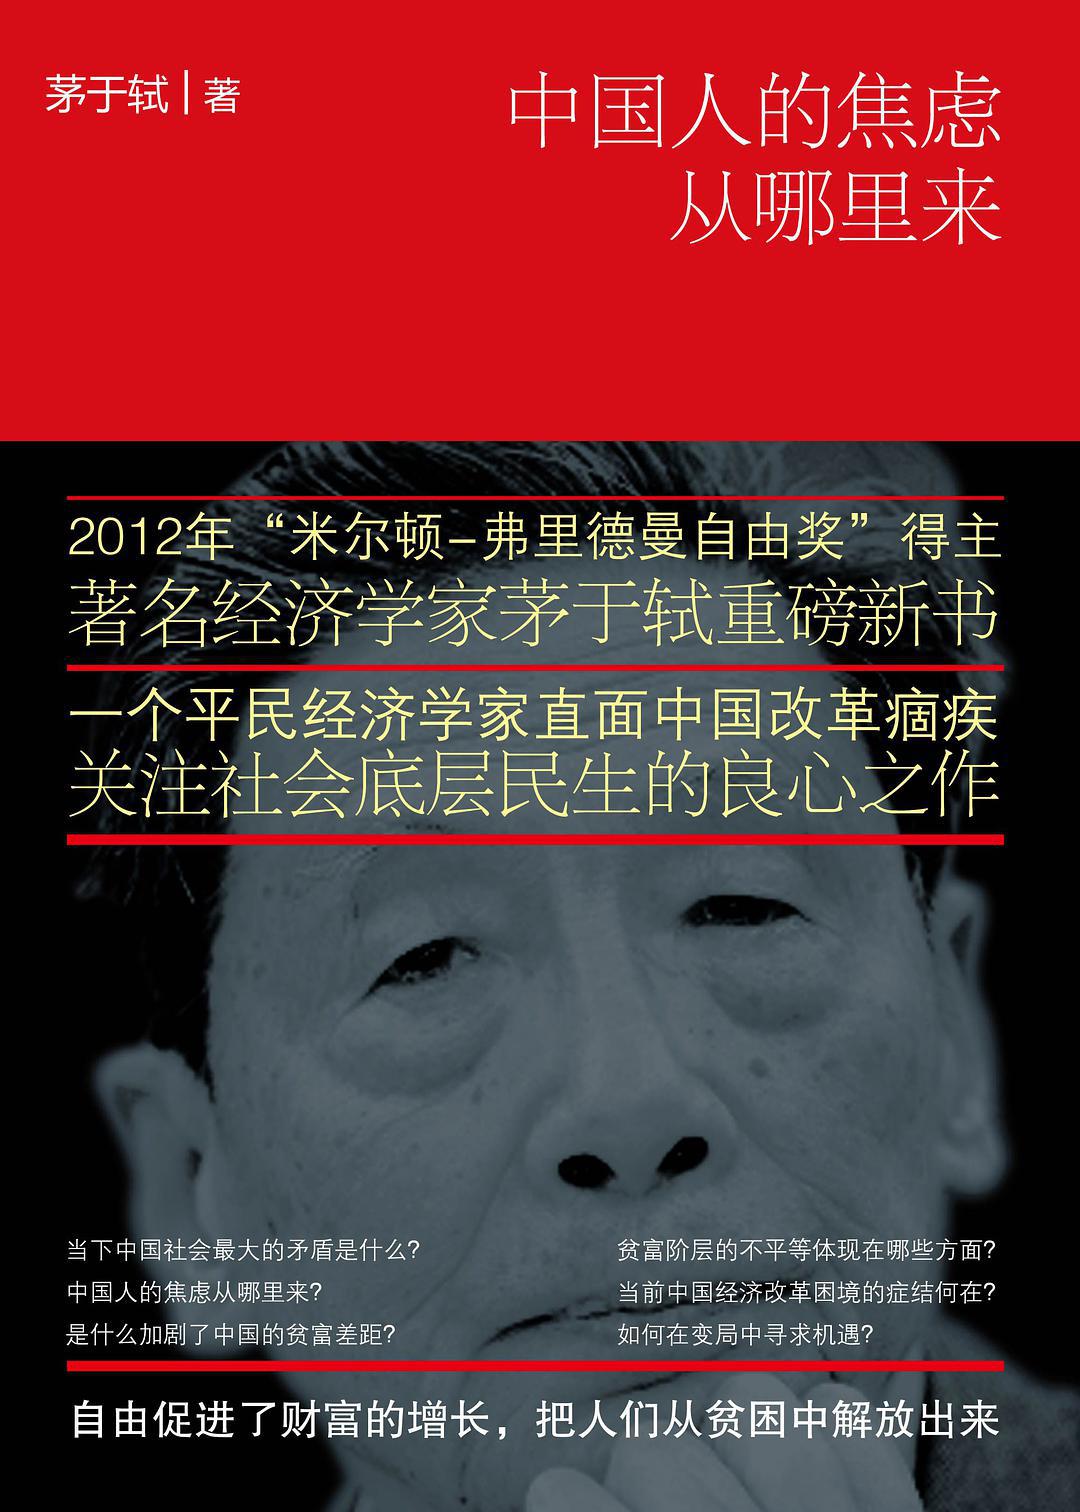 茅于轼|著
中国人的焦虑
从哪里来
2012年“米尔顿-弗里德曼自由奖”得主
著名经济学家茅于轼重磅新书
一个平民经济学家直面中国改革痼疾
关注社会底层民生的良心之作
当下中国社会最大的矛盾是什么?
中国人的焦虑从哪里来?
是什么加剧了中国的贫富差距?
贫富阶层的不平等体现在哪些方面?
当前中国经济改革困境的症结何在?
如何在变局中寻求机遇?
自由促进了财富的增长，把人们从贫困中解放出来